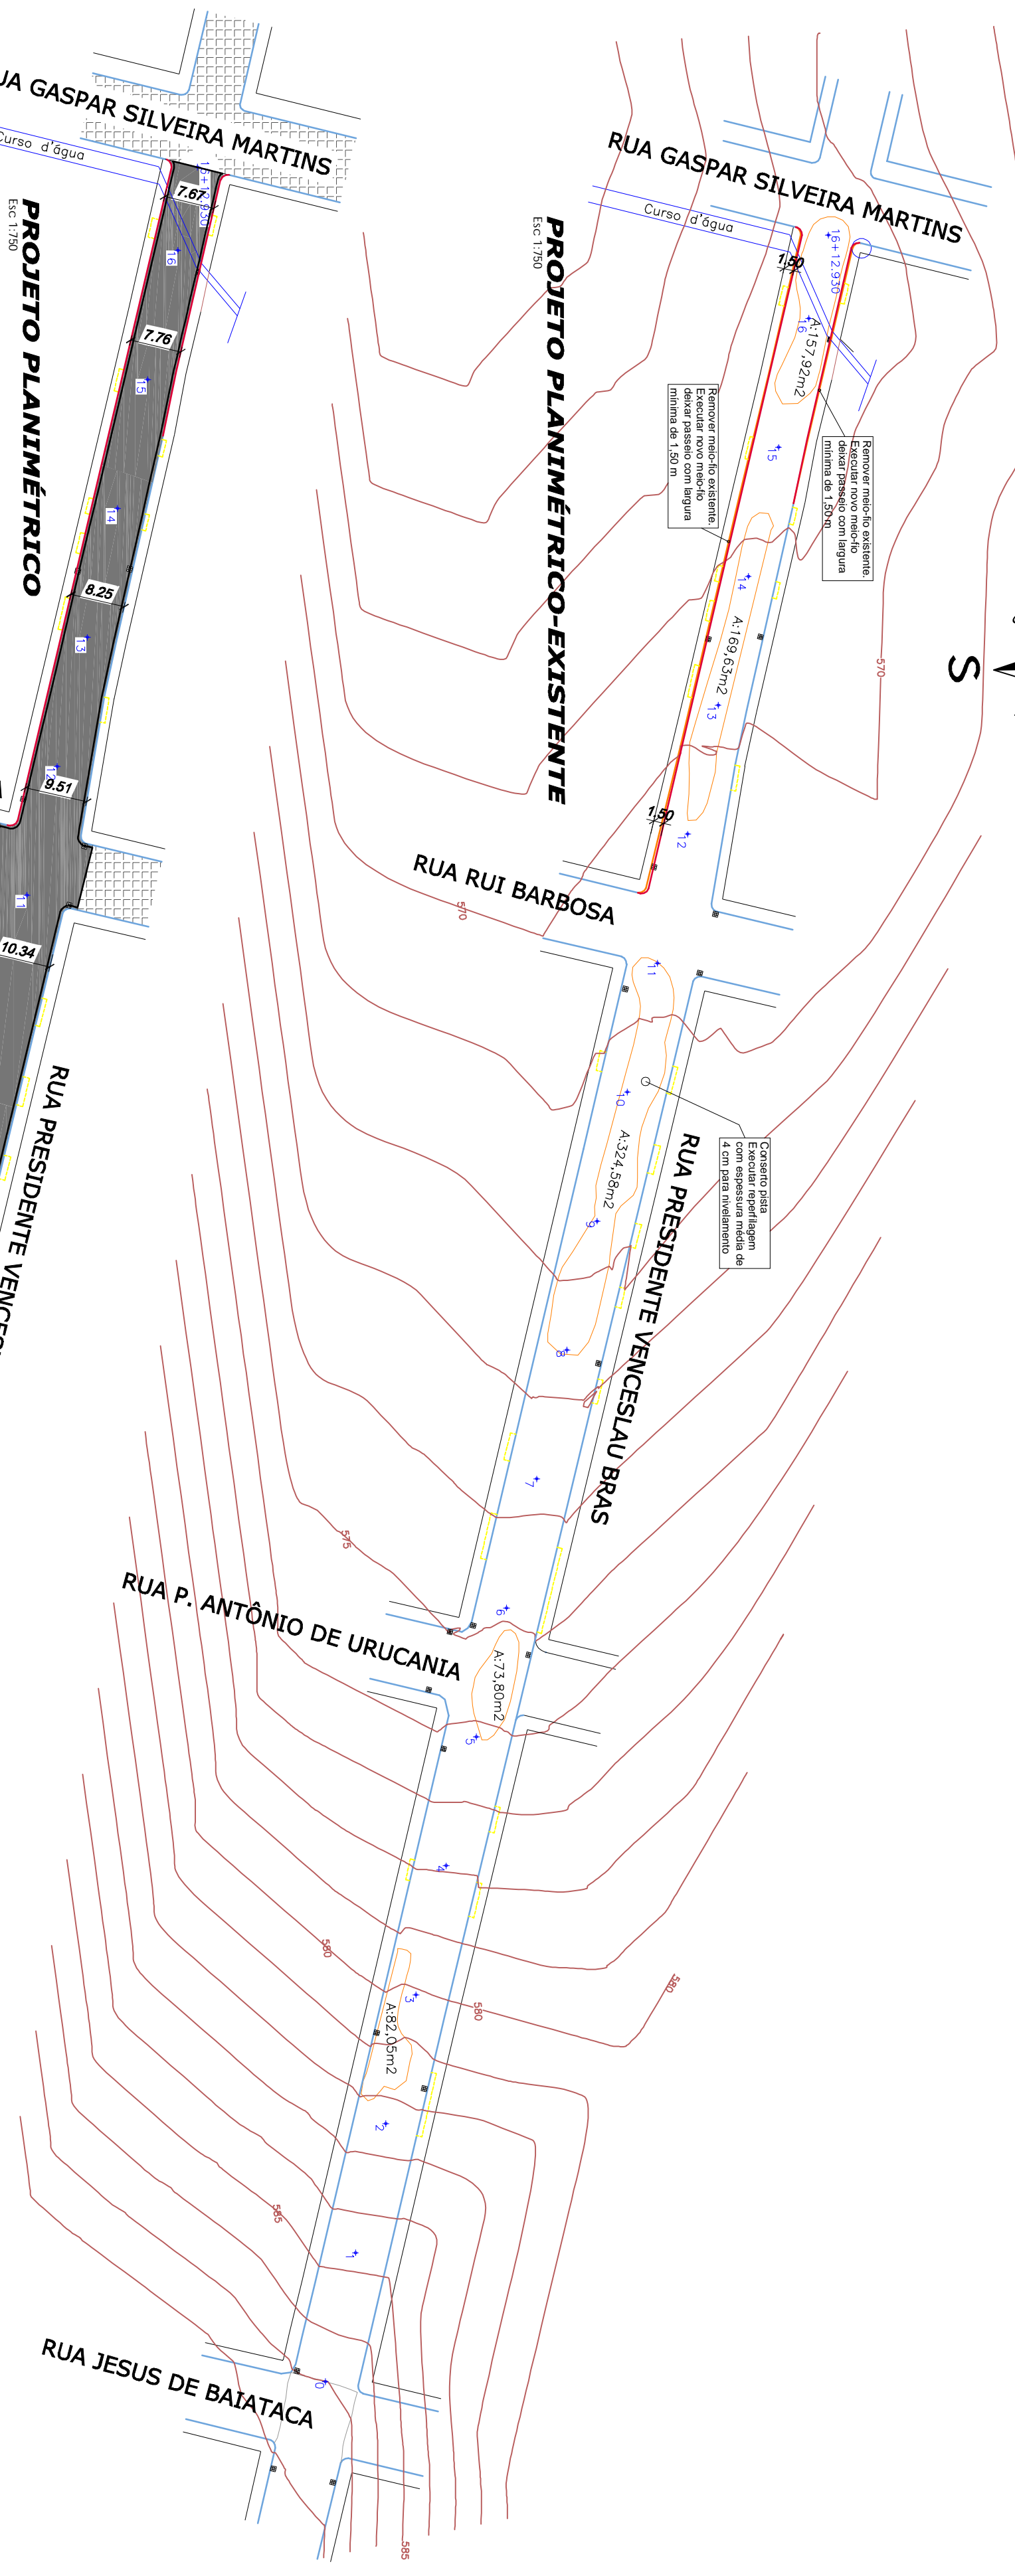 RUA GASPAR SILVEIRA MARTINS
Curso d'água
16+12.930
7.67
16
7.76
15
14
8.25
13
12
9.51
11
10.34
RUA PRESIDENTE VENCES
PROJETO PLANIMÉTRICO
Esc 1:750
RUA GASPAR SILVEIRA MARTINS
Curso d'água
16+12.930
1.50
16
A:157,92m2
Remover meio-fio existente.
Executar novo meio-fio
deixar passeio com largura
mínima de 1,50 m
Remover meio-fio existente.
Executar novo meio-fio
deixar passeio com largura
mínima de 1,50 m
15
14
A:169,63m2
13
1.50
12
PROJETO PLANIMÉTRICO-EXISTENTE
Esc 1:750
S
570
RUA RUI BARBOSA
570
11
10
A:324,58m2
9
8
Conserto pista
Executar reperfilagem
com espessura média de
4 cm para nivelamento
RUA PRESIDENTE VENCESLAU BRAS
7
575
6
RUA P. ANTÔNIO DE URUCANIA
A:73,80m2
5
4
580
580
580
3
A:82,05m2
2
585
1
RUA JESUS DE BAIATACA
0
585